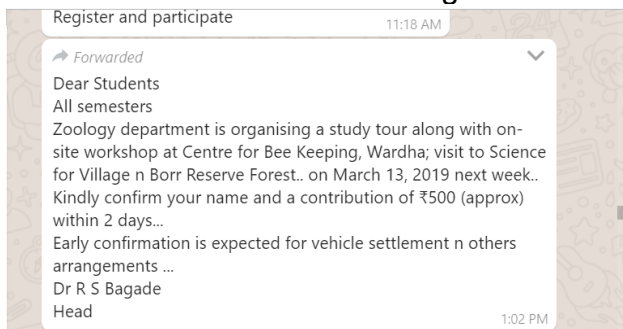 Register and participate
11:18 AM
Forwarded
Dear Students
All semesters
Zoology department is organising a study tour along with on-
site workshop at Centre for Bee Keeping, Wardha; visit to Science
for Village n Borr Reserve Forest.. on March 13, 2019 next week..
Kindly confirm your name and a contribution of ₹500 (approx)
within 2 days...
Early confirmation is expected for vehicle settlement n others
arrangements ...
Dr R S Bagade
Head
1:02 PM